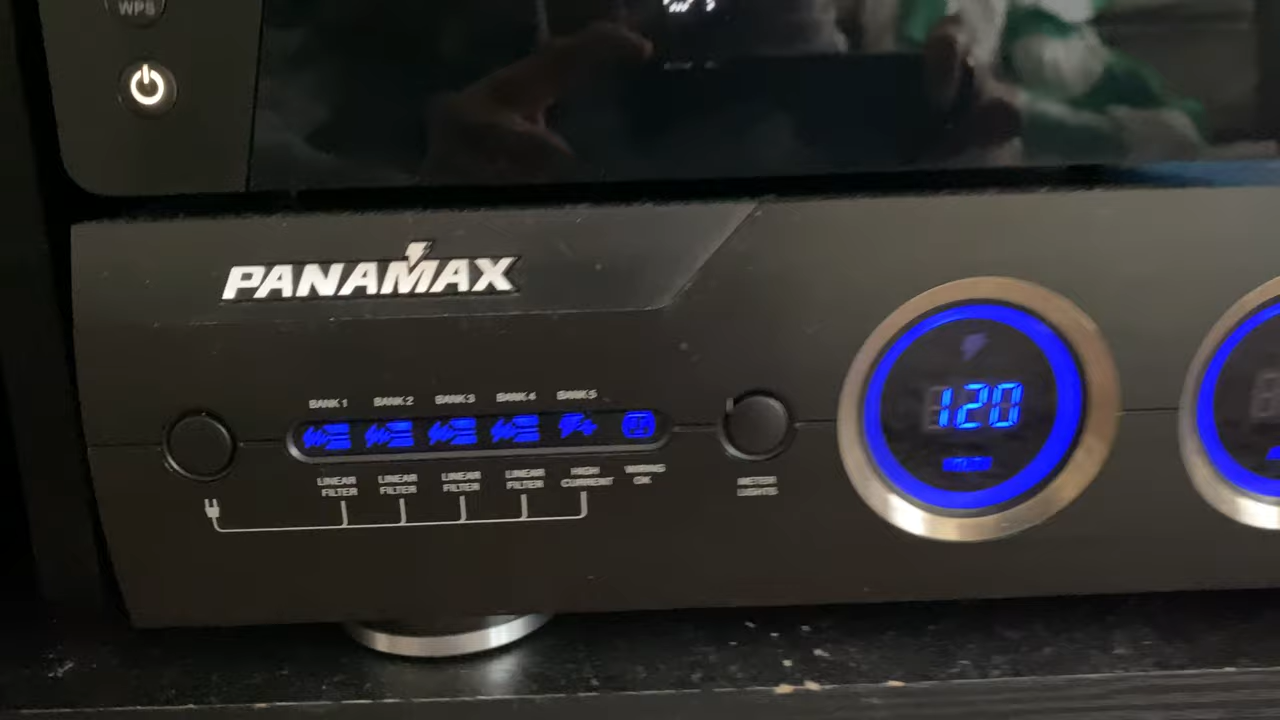 WPS
PANAMAX
BANK 1 BANK 2 BANK 3 BANK 4 BANK 5
LINEAR FILTER LINEAR FILTER LINEAR FILTER LINEAR FILTER HIGH CURRENT WIRING OK
METER LIGHTS
120